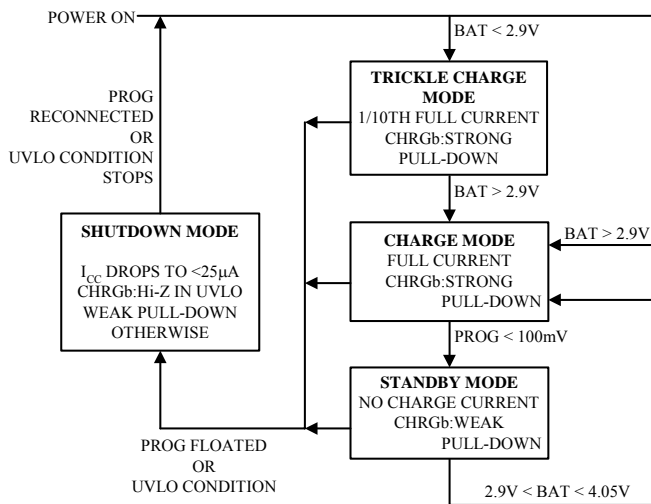 POWER ON
BAT < 2.9V
TRICKLE CHARGE
MODE
1/10TH FULL CURRENT
CHRGb:STRONG
PULL-DOWN
PROG
RECONNECTED
OR
UVLO CONDITION
STOPS
BAT > 2.9V
SHUTDOWN MODE
ICC DROPS TO <25µA
CHRGb:Hi-Z IN UVLO
WEAK PULL-DOWN
OTHERWISE
CHARGE MODE
FULL CURRENT
CHRGb:STRONG
PULL-DOWN
BAT > 2.9V
PROG < 100mV
STANDBY MODE
NO CHARGE CURRENT
CHRGb:WEAK
PULL-DOWN
PROG FLOATED
OR
UVLO CONDITION
2.9V < BAT < 4.05V